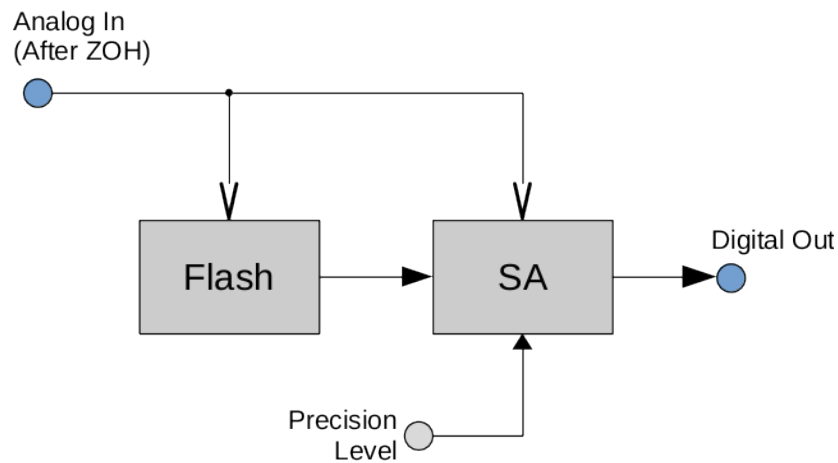 Analog In
(After ZOH)
Flash
SA
Digital Out
Precision
Level